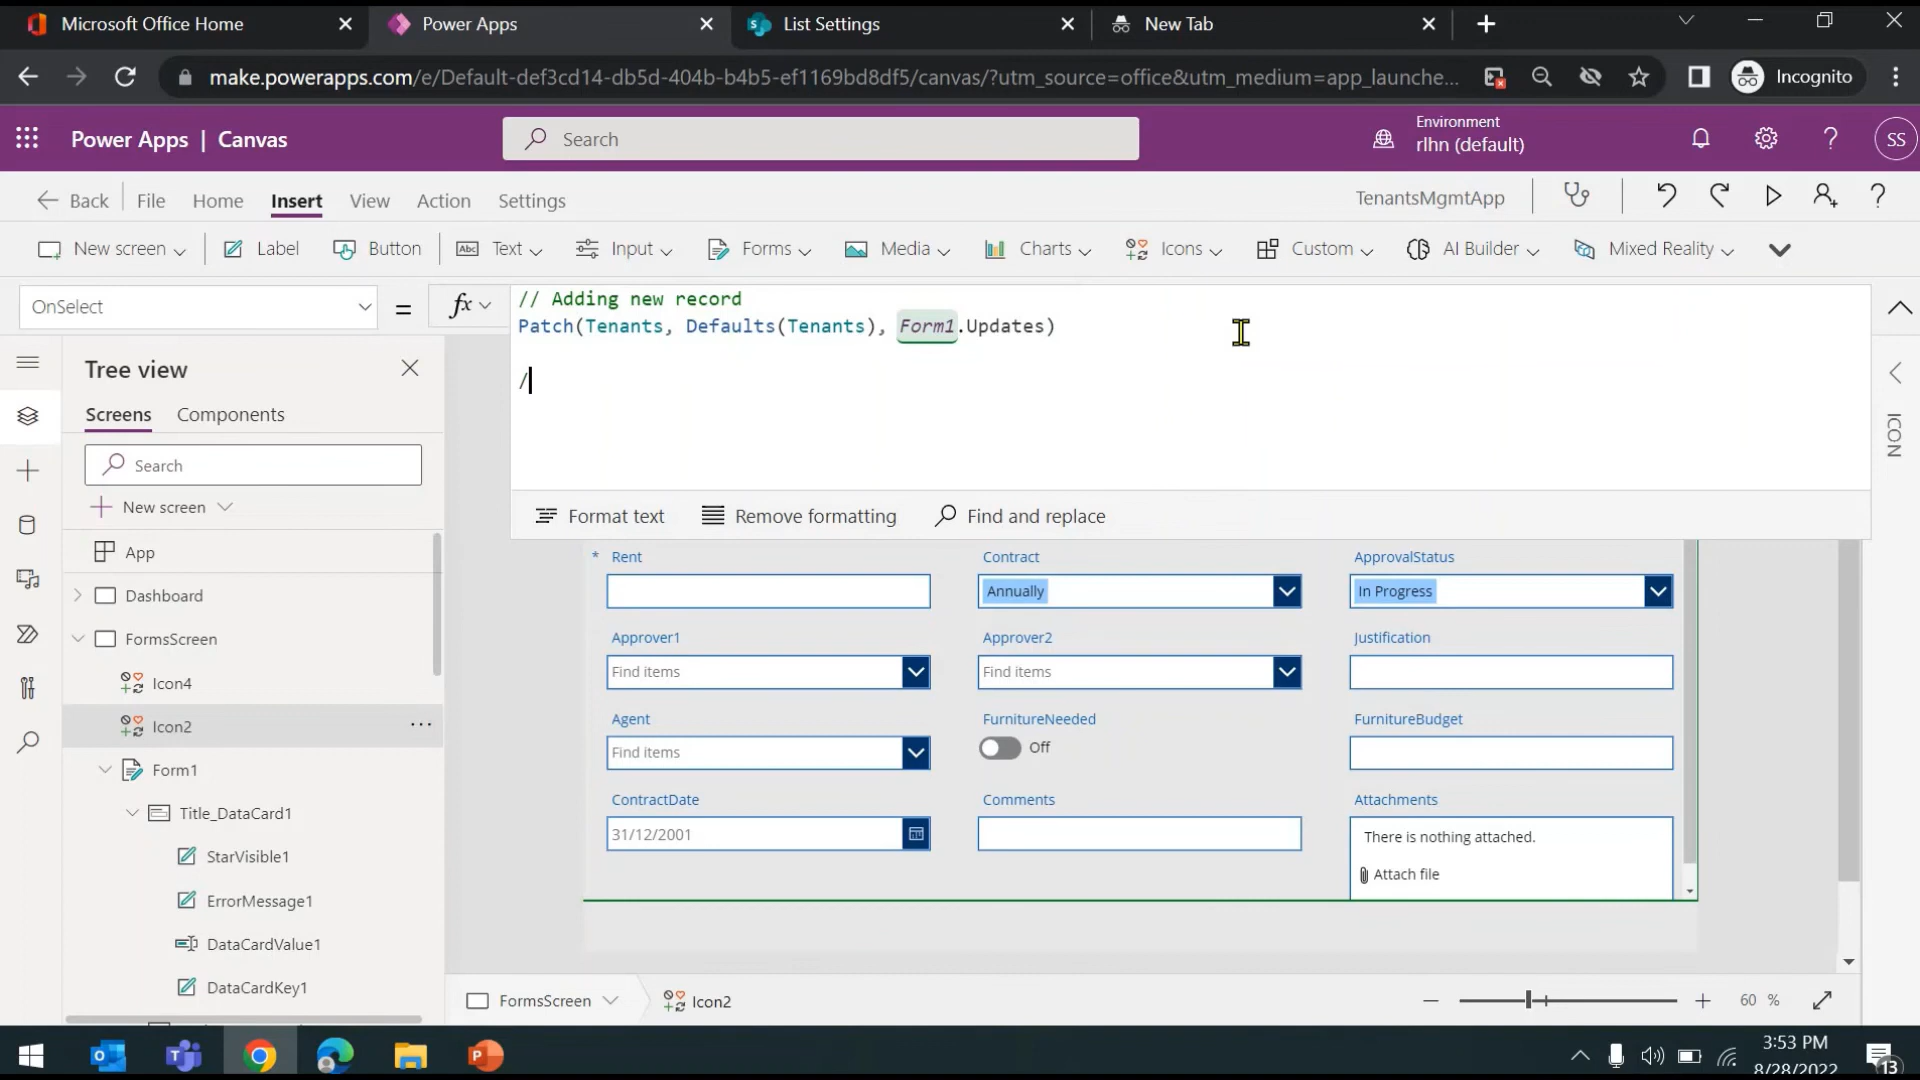 Microsoft Office Home
Power Apps
List Settings
New Tab
make.powerapps.com/e/Default-def3cd14-db5d-404b-b4b5-ef1169bd8df5/canvas/?utm_source=office&utm_medium=app_launche...
Incognito
Power Apps | Canvas
Search
Environment
rlhn (default)
SS
Back
File
Home
Insert
View
Action
Settings
TenantsMgmtApp
New screen
Label
Button
Abc Text
Input
Forms
Media
Charts
Icons
Custom
AI Builder
Mixed Reality
OnSelect
=
fx
// Adding new record
Patch(Tenants, Defaults(Tenants), Form1.Updates)
/
Format text
Remove formatting
Find and replace
ICON
Tree view
Screens
Components
Search
New screen
App
Dashboard
FormsScreen
Icon4
Icon2
Form1
Title_DataCard1
StarVisible1
ErrorMessage1
DataCardValue1
DataCardKey1
* Rent
Contract
ApprovalStatus
Annually
In Progress
Approver1
Approver2
Justification
Find items
Find items
Agent
FurnitureNeeded
FurnitureBudget
Find items
Off
ContractDate
Comments
Attachments
31/12/2001
There is nothing attached.
Attach file
FormsScreen
Icon2
60 %
3:53 PM
8/28/2022
13